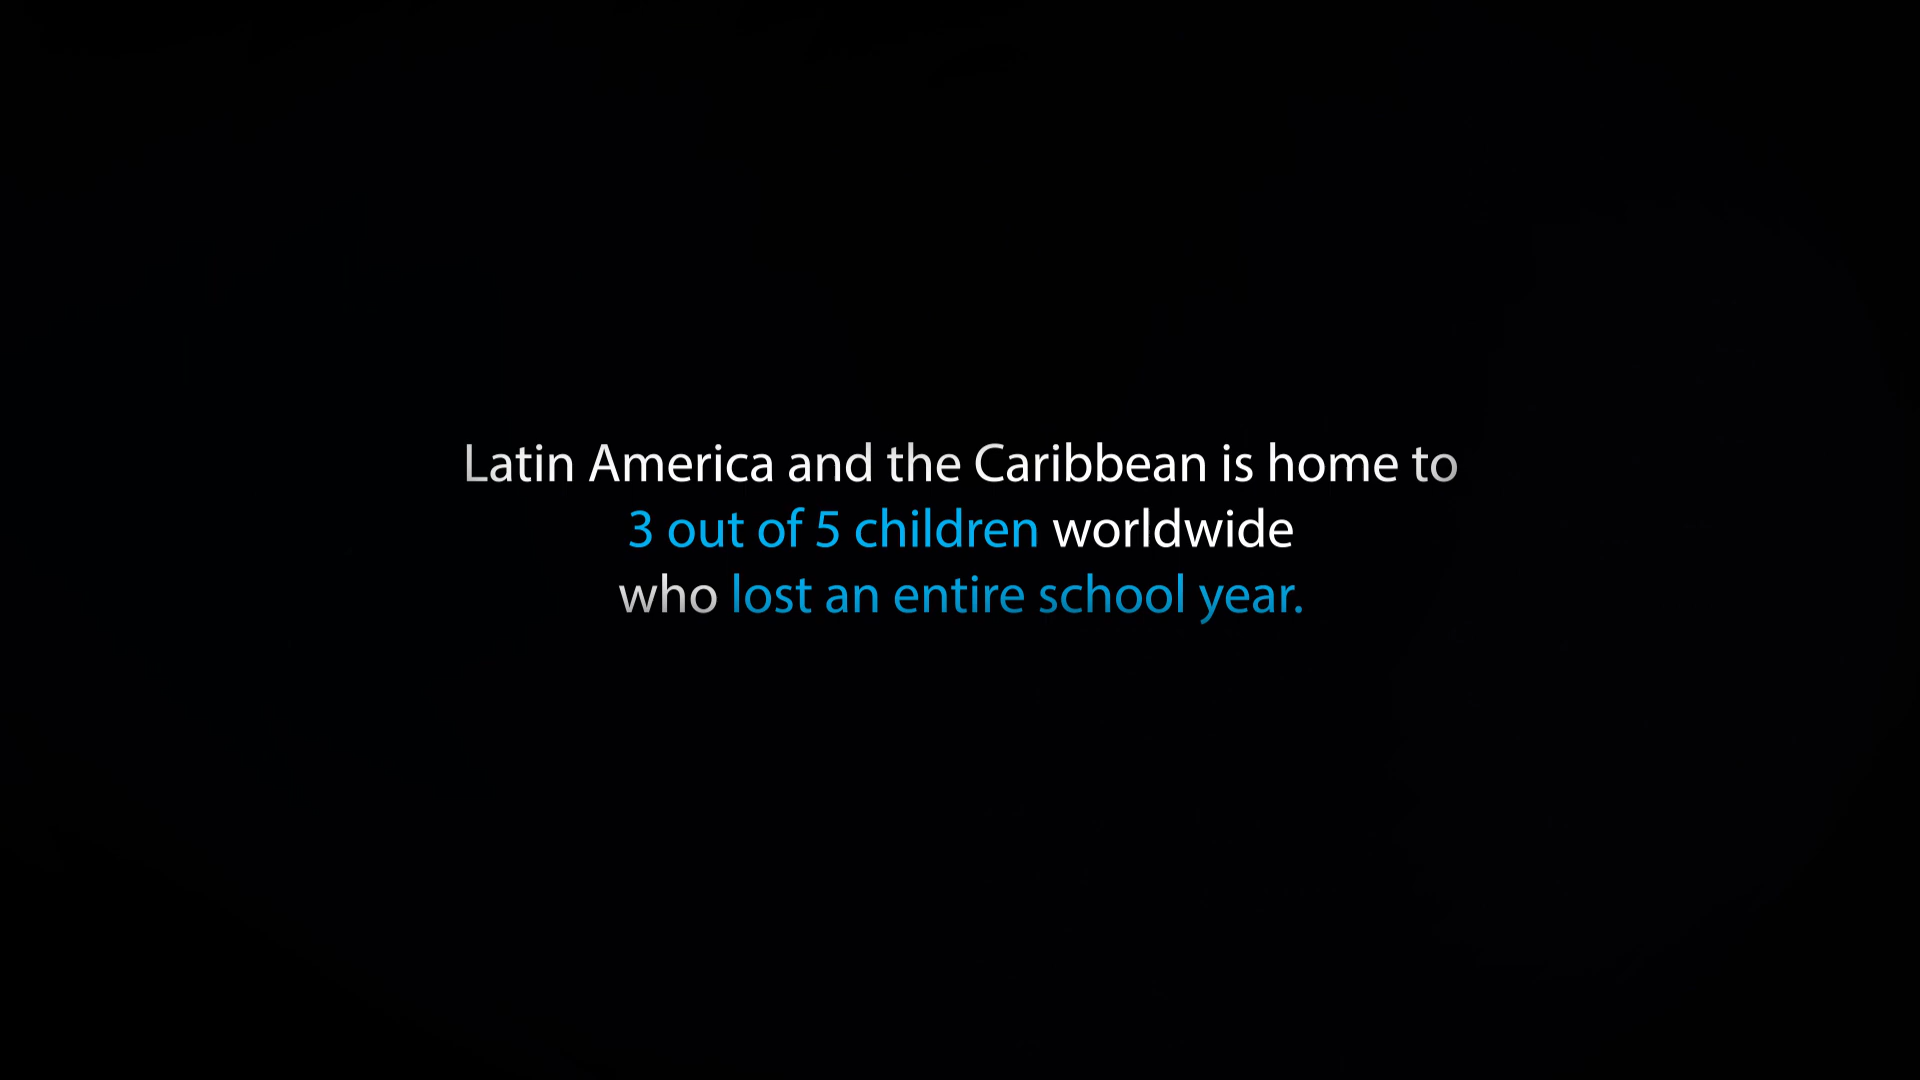 Latin America and the Caribbean is home to
3 out of 5 children worldwide
who lost an entire school year.